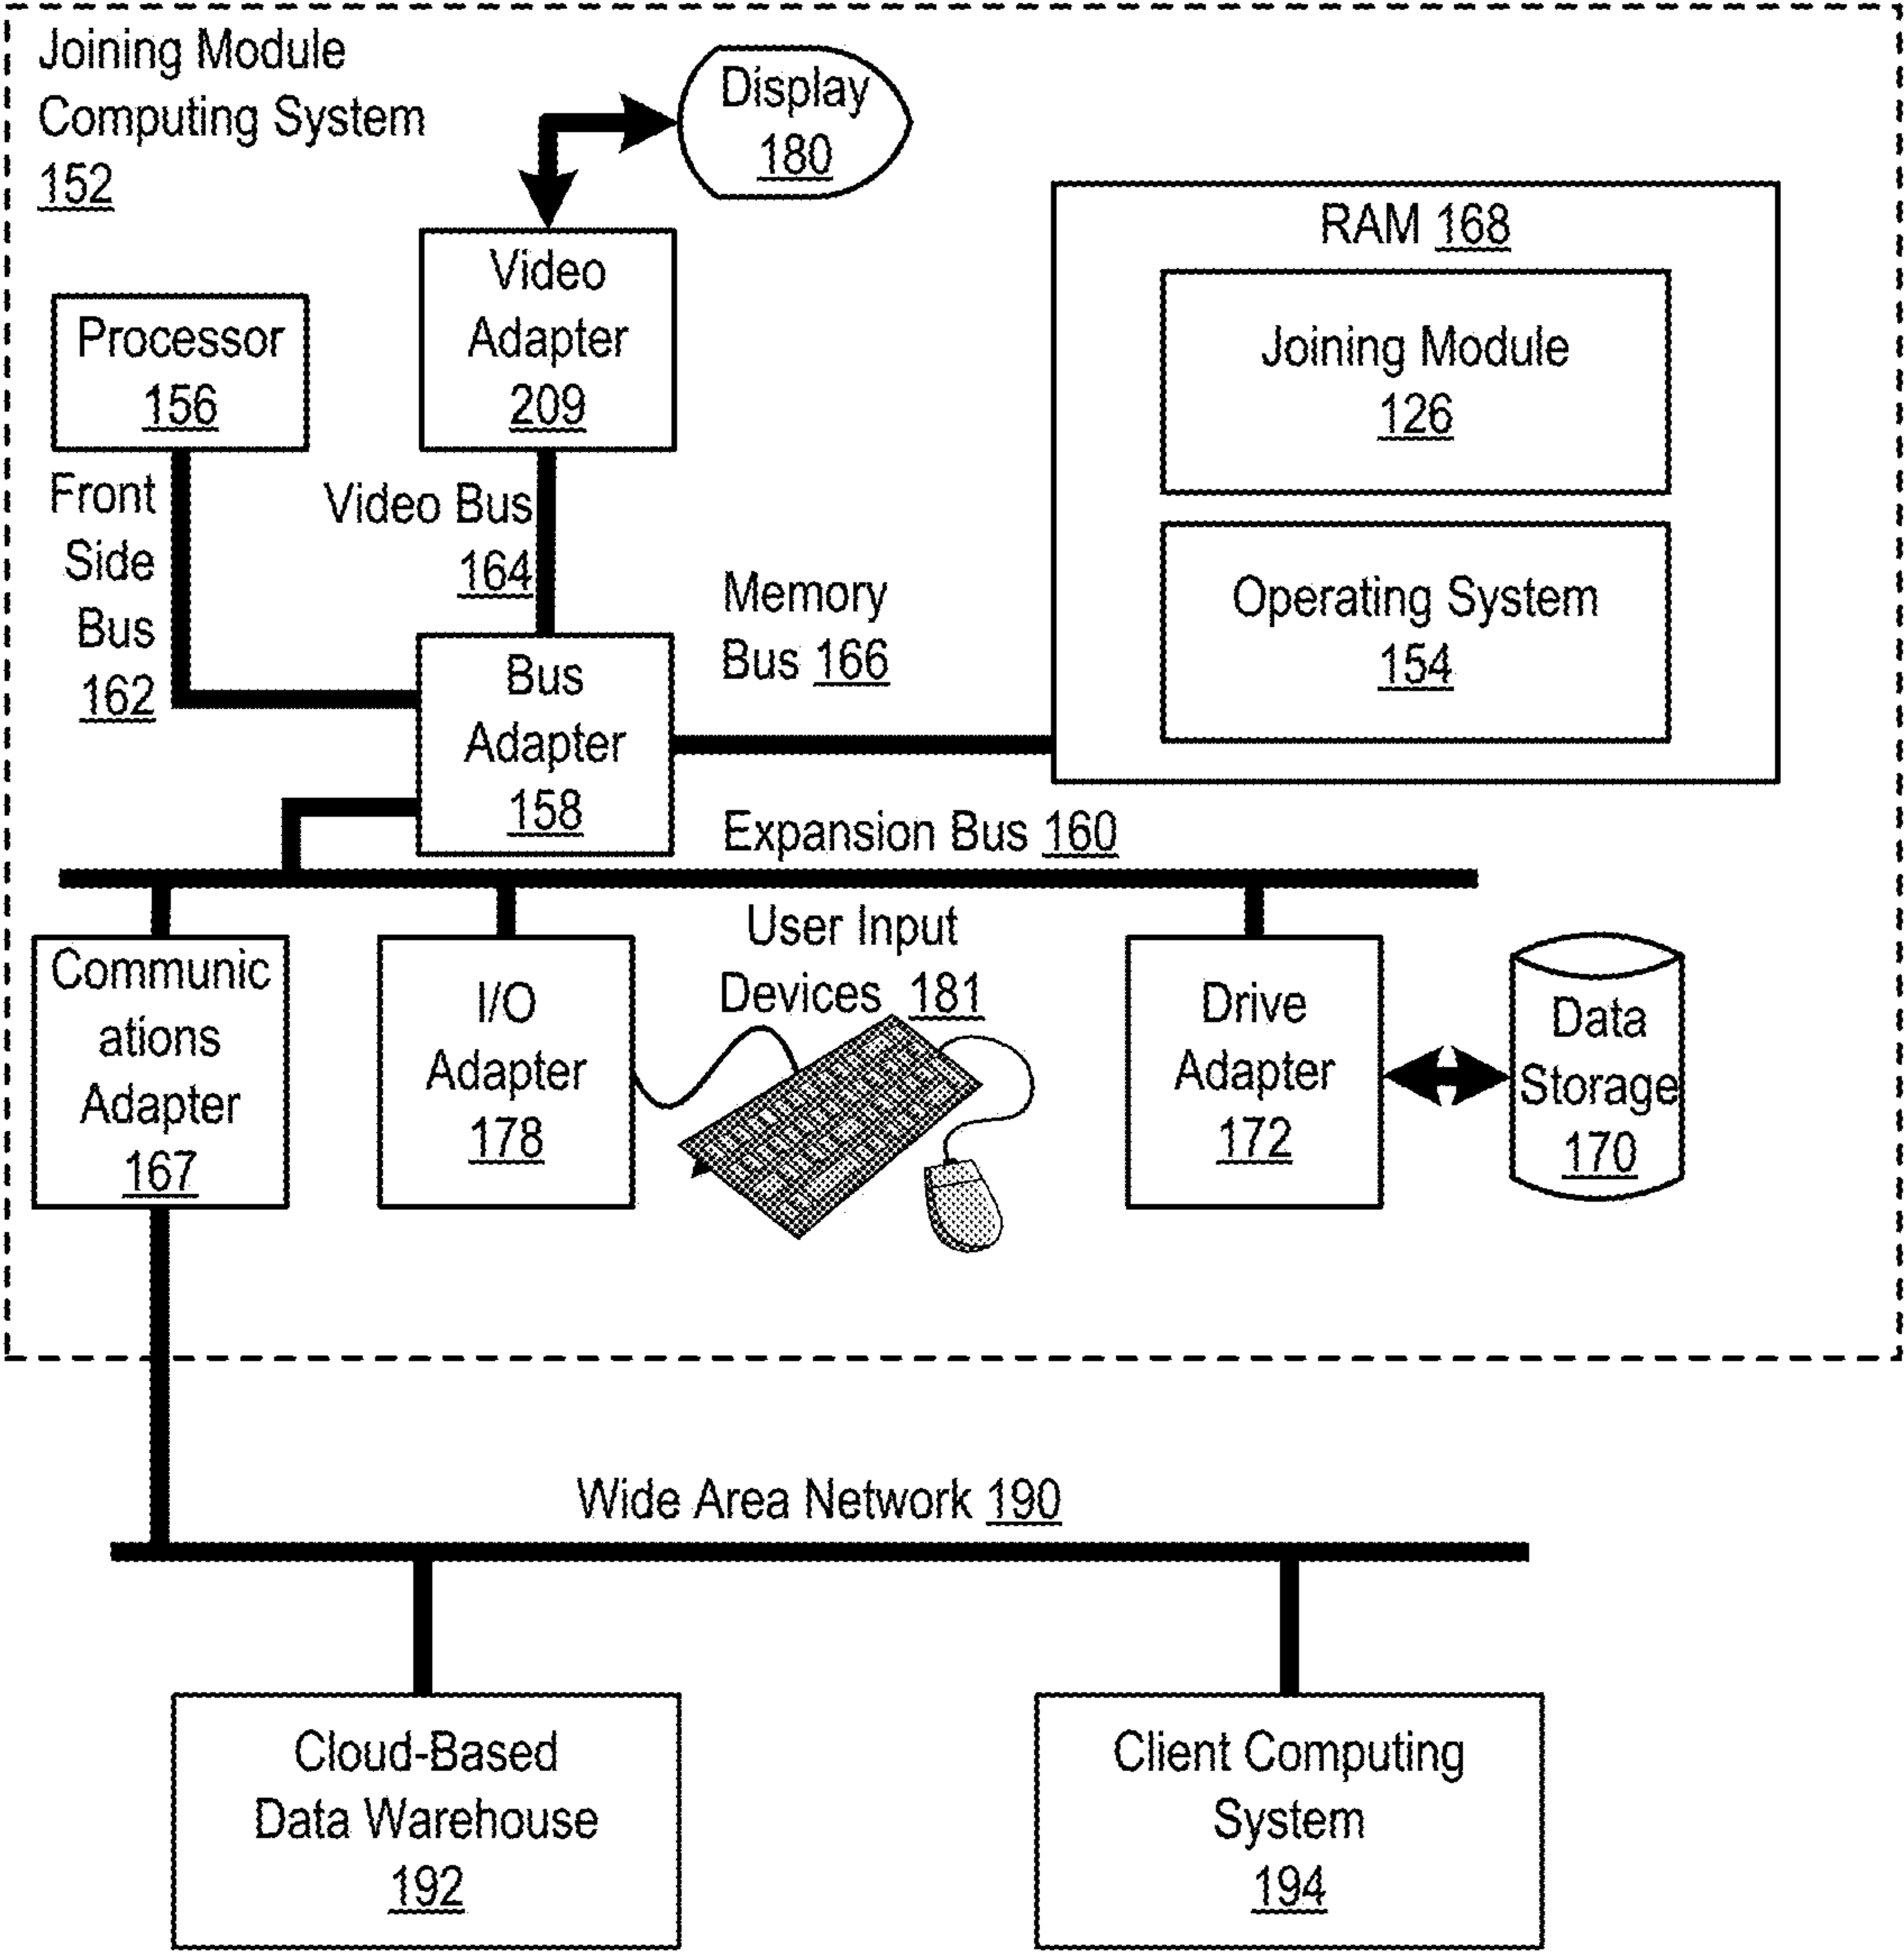 Joining Module
Computing System
152
Display
180
RAM 168
Video
Adapter
209
Processor
156
Joining Module
126
Front
Side
Bus
162
Video Bus
164
Operating System
154
Memory
Bus 166
Bus
Adapter
158
Expansion Bus 160
Communic
ations
Adapter
167
I/O
Adapter
178
User Input
Devices 181
Drive
Adapter
172
Data
Storage
170
Wide Area Network 190
Cloud-Based
Data Warehouse
192
Client Computing
System
194